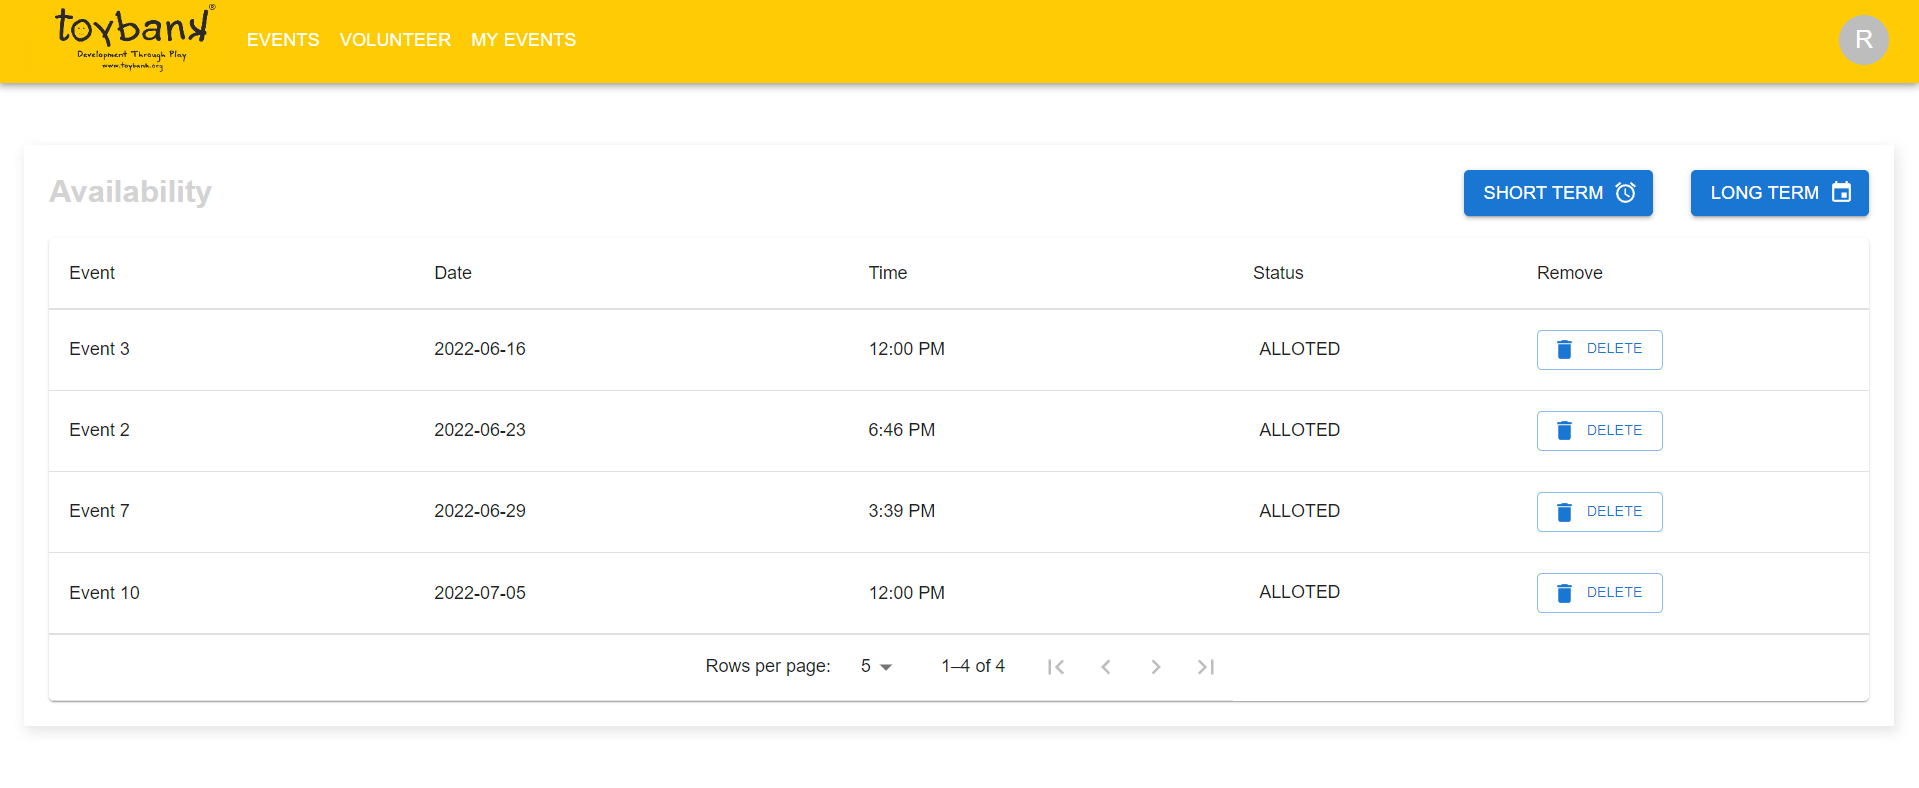 toybank®
Development Through Play
www.toybank.org
EVENTS VOLUNTEER MY EVENTS
R
Availability
SHORT TERM
LONG TERM
Event Date Time Status Remove
Event 3 2022-06-16 12:00 PM ALLOTED DELETE
Event 2 2022-06-23 6:46 PM ALLOTED DELETE
Event 7 2022-06-29 3:39 PM ALLOTED DELETE
Event 10 2022-07-05 12:00 PM ALLOTED DELETE
Rows per page: 5 1–4 of 4